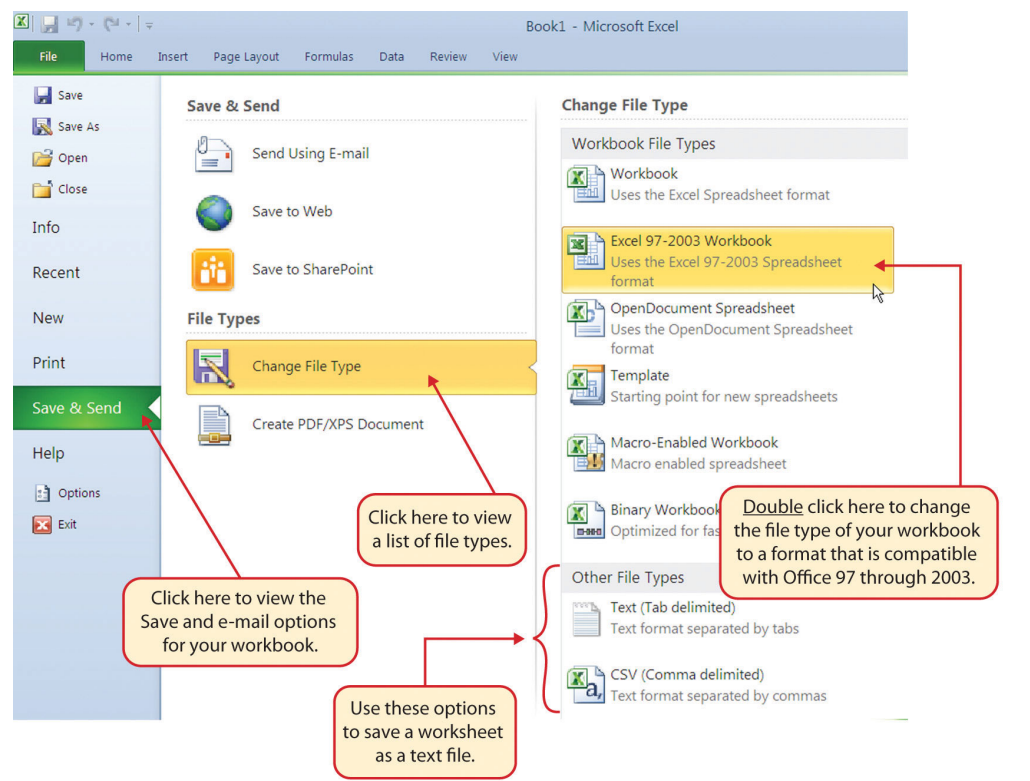 Book1 - Microsoft Excel
File Home Insert Page Layout Formulas Data Review View
Save
Save As
Open
Close
Info
Recent
New
Print
Save & Send
Help
Options
Exit
Save & Send
Send Using E-mail
Save to Web
Save to SharePoint
File Types
Change File Type
Create PDF/XPS Document
Change File Type
Workbook File Types
Workbook
Uses the Excel Spreadsheet format
Excel 97-2003 Workbook
Uses the Excel 97-2003 Spreadsheet
format
OpenDocument Spreadsheet
Uses the OpenDocument Spreadsheet
format
Template
Starting point for new spreadsheets
Macro-Enabled Workbook
Macro enabled spreadsheet
Binary Workbook
Optimized for fas
Other File Types
Text (Tab delimited)
Text format separated by tabs
CSV (Comma delimited)
Text format separated by commas
Click here to view
a list of file types.
Double click here to change
the file type of your workbook
to a format that is compatible
with Office 97 through 2003.
Click here to view the
Save and e-mail options
for your workbook.
Use these options
to save a worksheet
as a text file.